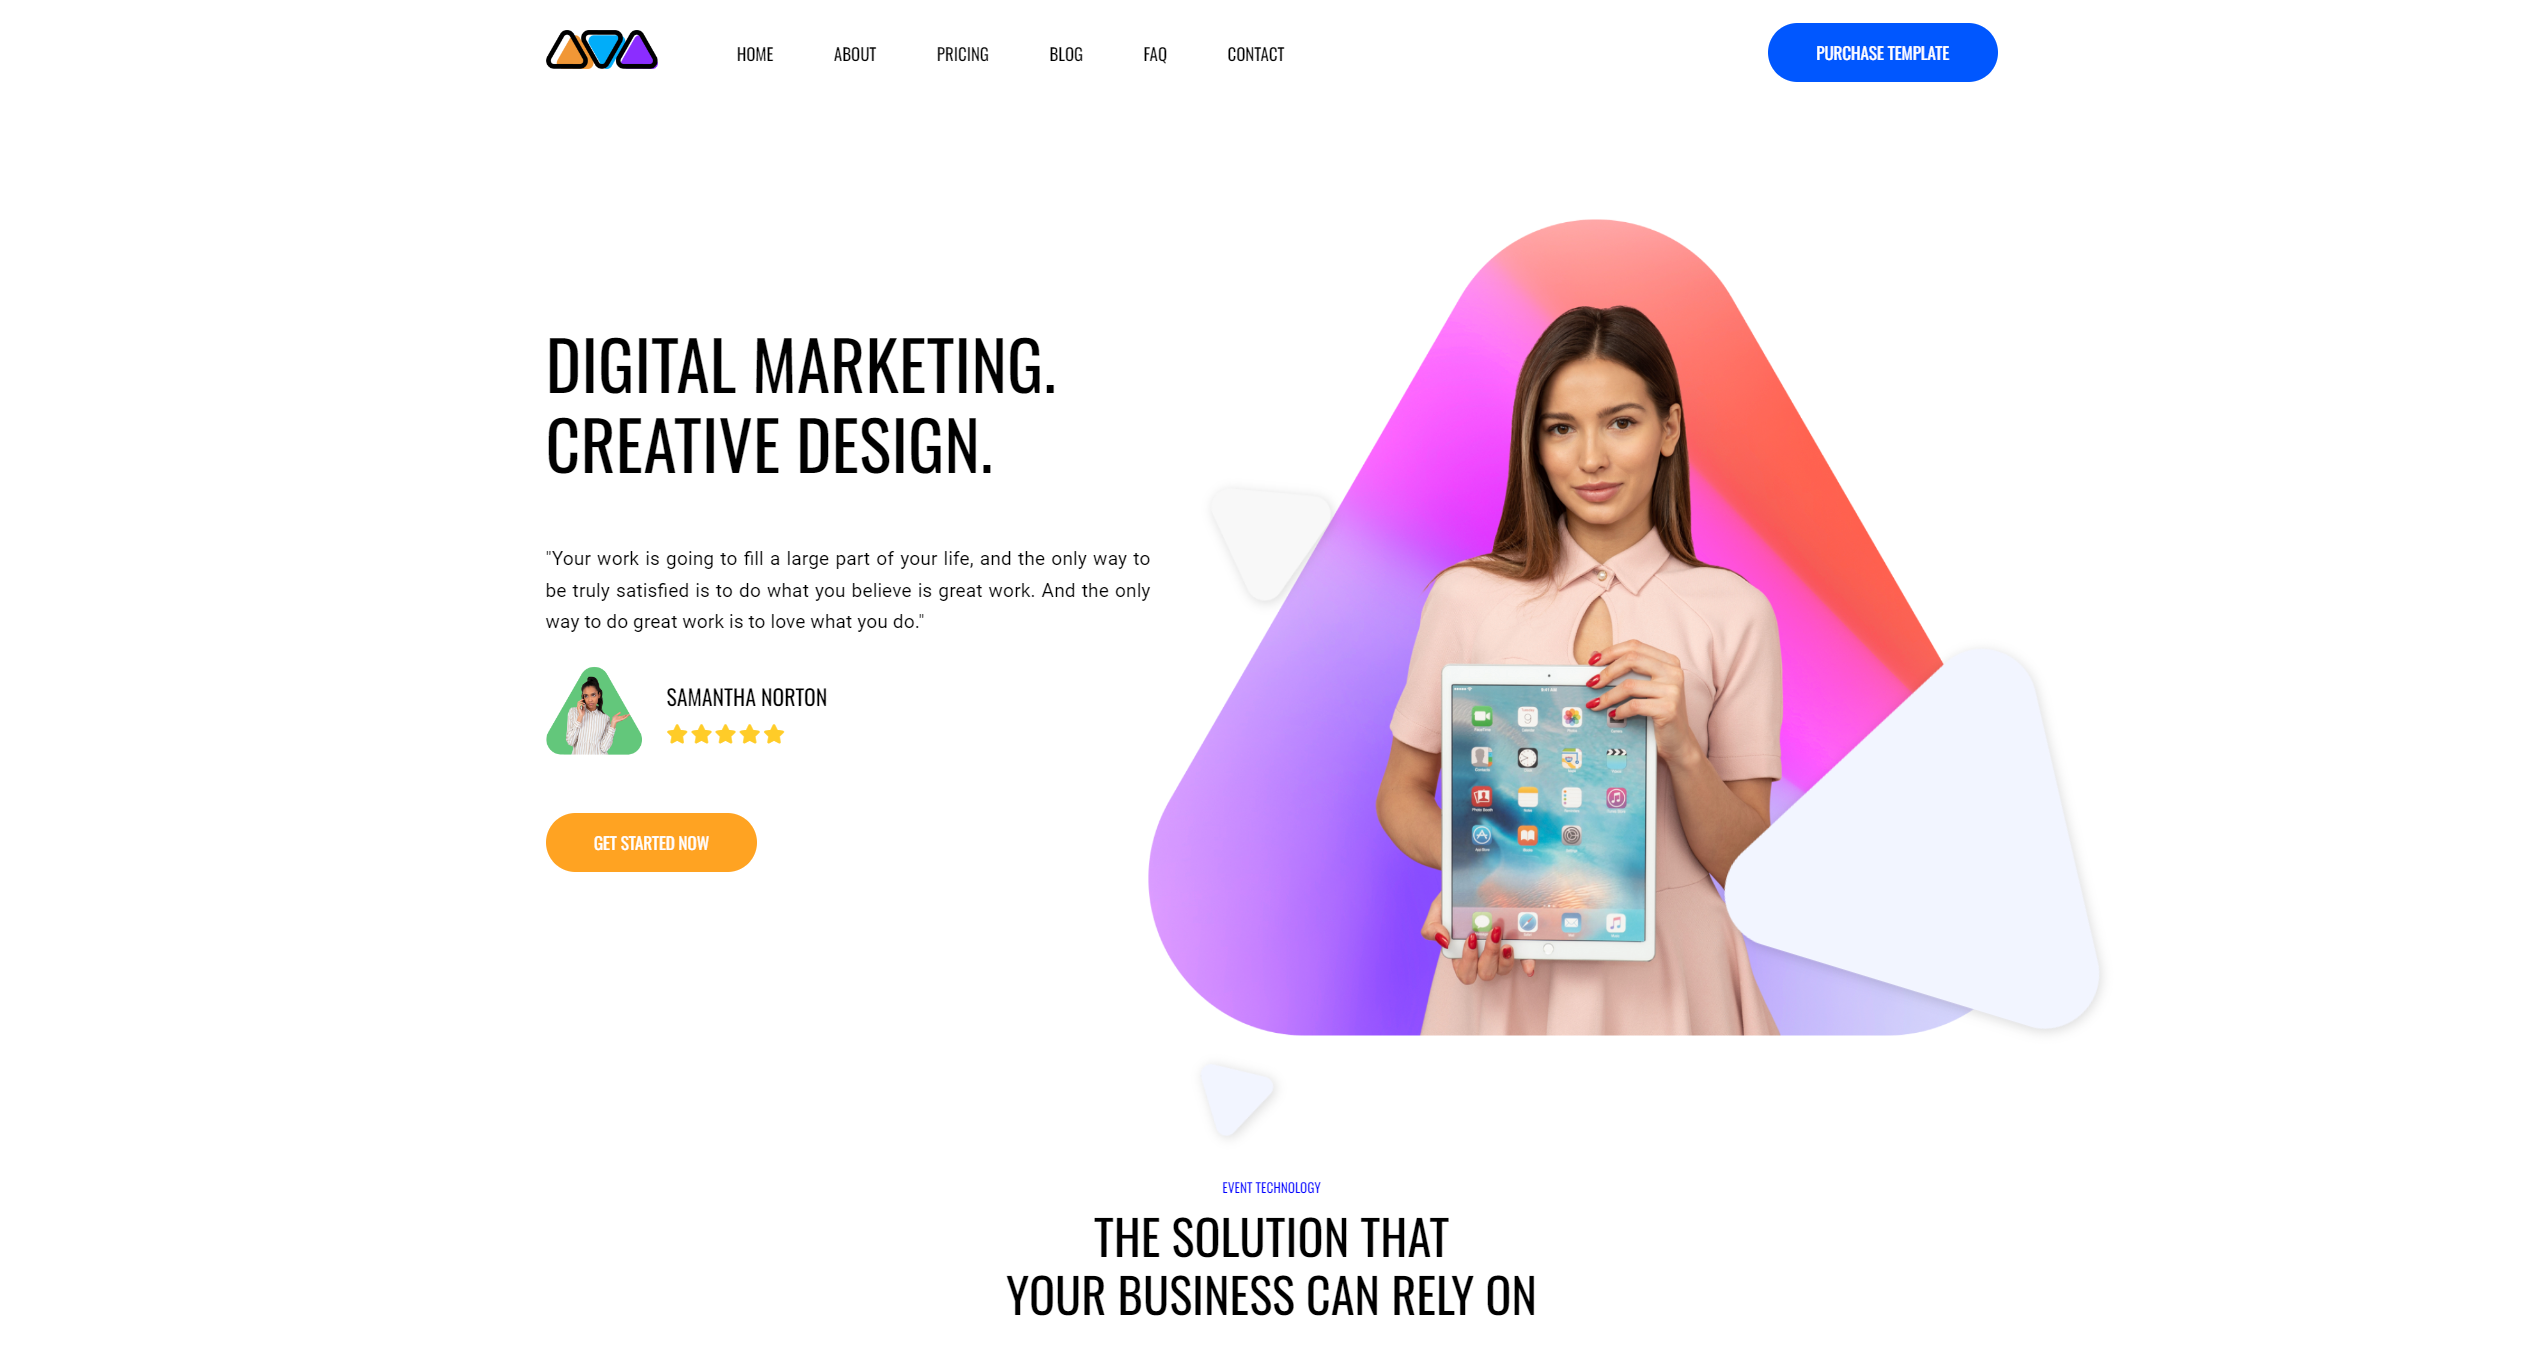 HOME
ABOUT
PRICING
BLOG
FAQ
CONTACT
PURCHASE TEMPLATE
DIGITAL MARKETING.
CREATIVE DESIGN.
"Your work is going to fill a large part of your life, and the only way to
be truly satisfied is to do what you believe is great work. And the only
way to do great work is to love what you do."
SAMANTHA NORTON
GET STARTED NOW
EVENT TECHNOLOGY
THE SOLUTION THAT
YOUR BUSINESS CAN RELY ON